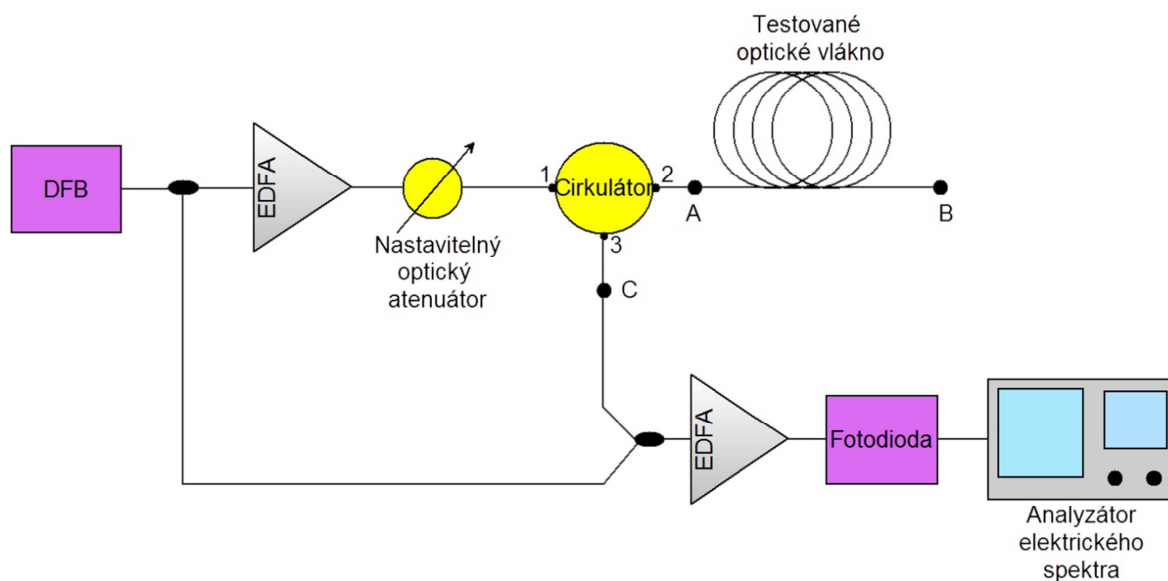 Testované
optické vlákno
DFB
EDFA
1
Cirkulátor
2
A
B
3
Nastavitelný
optický
atenuátor
C
EDFA
Fotodioda
Analyzátor
elektrického
spektra